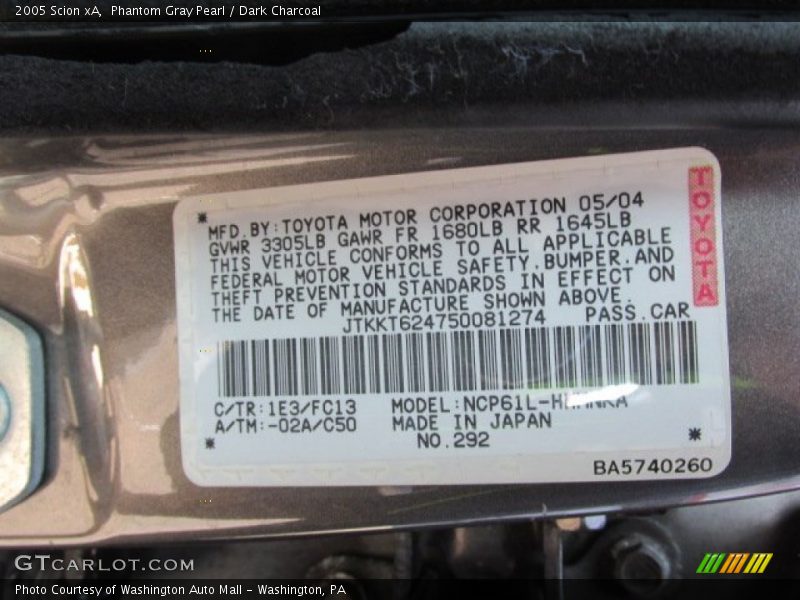 2005 Scion xA, Phantom Gray Pearl / Dark Charcoal
MFD.BY:TOYOTA MOTOR CORPORATION 05/04
GVWR 3305LB GAWR FR 1680LB RR 1645LB
THIS VEHICLE CONFORMS TO ALL APPLICABLE
FEDERAL MOTOR VEHICLE SAFETY,BUMPER,AND
THEFT PREVENTION STANDARDS IN EFFECT ON
THE DATE OF MANUFACTURE SHOWN ABOVE.
JTKKT624750081274 PASS.CAR
TOYOTA
C/TR:1E3/FC13 MODEL:
A/TM:-02A/C50 MADE IN JAPAN
NO.292
BA5740260
GTCARLOT.COM
Photo Courtesy of Washington Auto Mall - Washington, PA